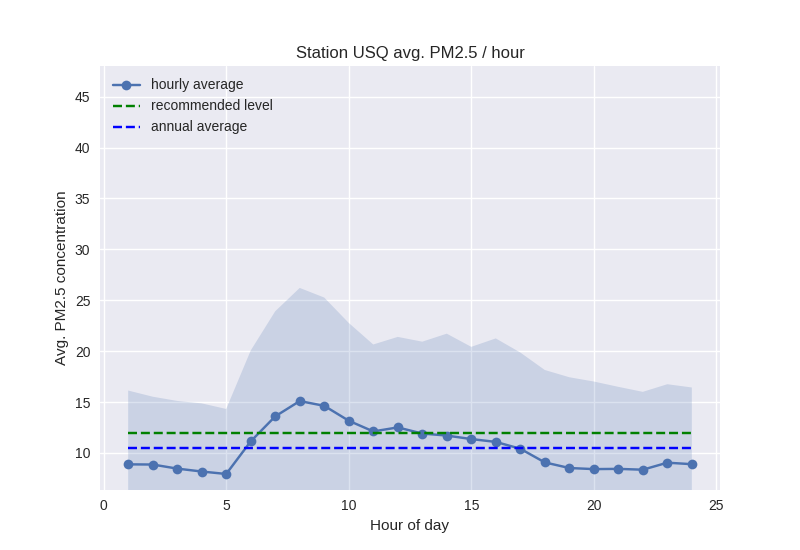 Station USQ avg. PM2.5 / hour
hourly average
recommended level
annual average
Avg. PM2.5 concentration
45
40
35
30
25
20
15
10
0 5 10 15 20 25
Hour of day